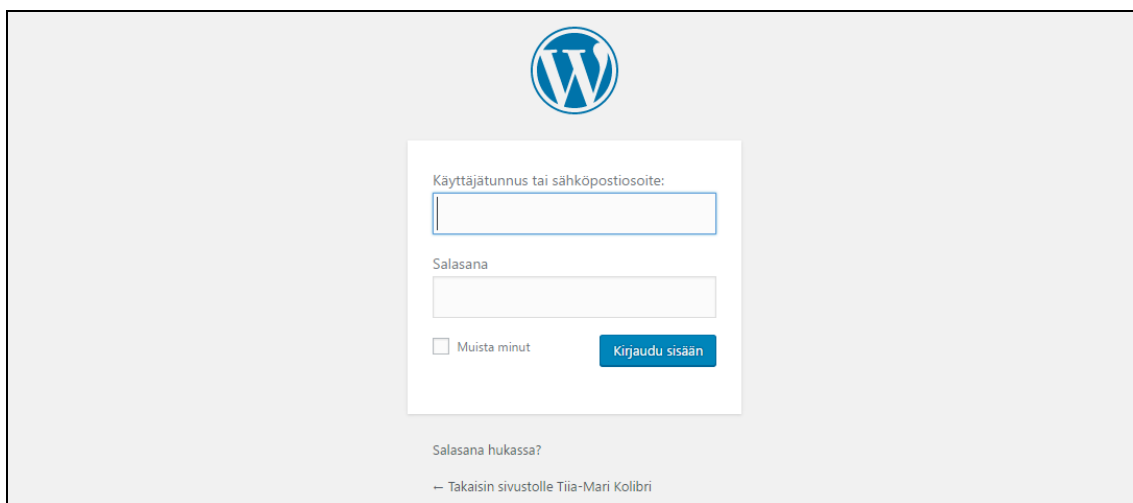 Käyttäjätunnus tai sähköpostiosoite:
Salasana
Muista minut
Kirjaudu sisään
Salasana hukassa?
← Takaisin sivustolle Tiia-Mari Kolibri